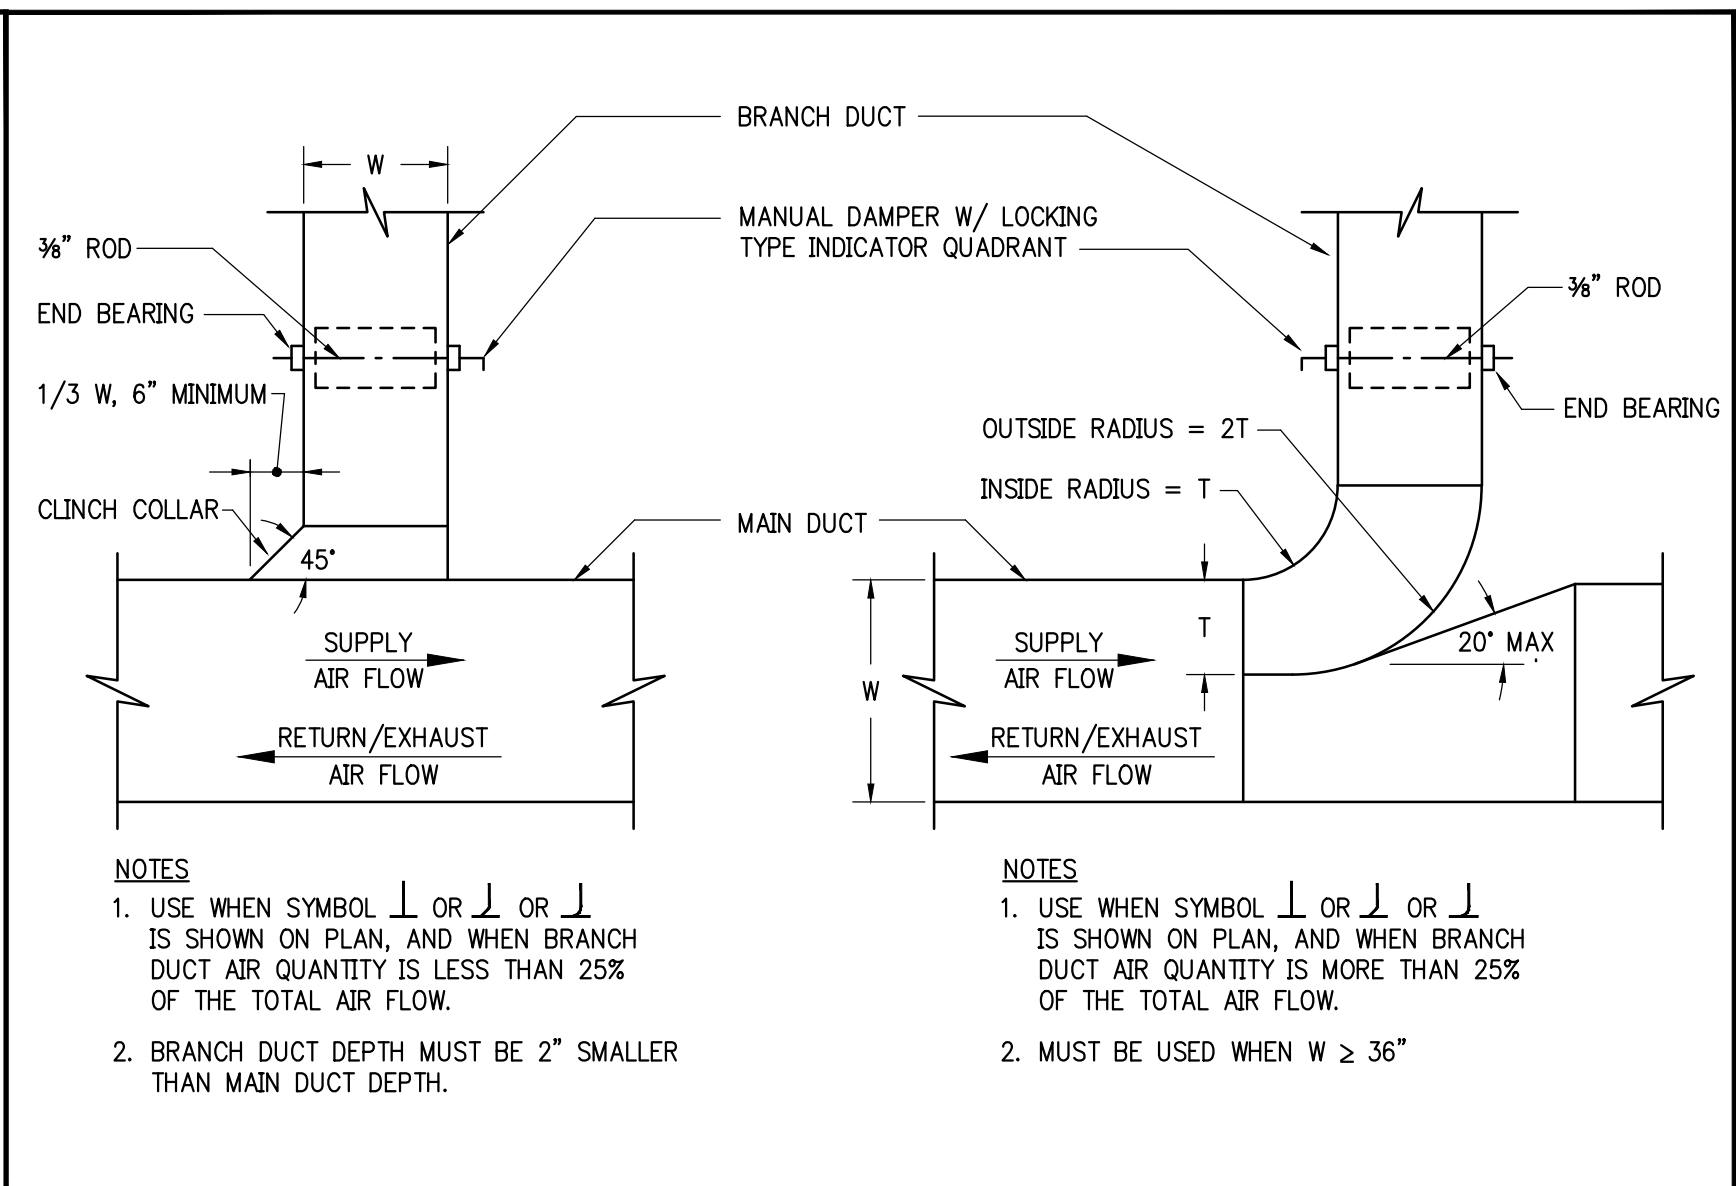 BRANCH DUCT
W
MANUAL DAMPER W/ LOCKING
TYPE INDICATOR QUADRANT
⅜" ROD
END BEARING
1/3 W, 6" MINIMUM
CLINCH COLLAR
45°
MAIN DUCT
SUPPLY
AIR FLOW
RETURN/EXHAUST
AIR FLOW
⅜" ROD
END BEARING
OUTSIDE RADIUS = 2T
INSIDE RADIUS = T
T
W
20° MAX
SUPPLY
AIR FLOW
RETURN/EXHAUST
AIR FLOW
NOTES
1. USE WHEN SYMBOL OR OR
IS SHOWN ON PLAN, AND WHEN BRANCH
DUCT AIR QUANTITY IS LESS THAN 25%
OF THE TOTAL AIR FLOW.
2. BRANCH DUCT DEPTH MUST BE 2" SMALLER
THAN MAIN DUCT DEPTH.
NOTES
1. USE WHEN SYMBOL OR OR
IS SHOWN ON PLAN, AND WHEN BRANCH
DUCT AIR QUANTITY IS MORE THAN 25%
OF THE TOTAL AIR FLOW.
2. MUST BE USED WHEN W ≥ 36"